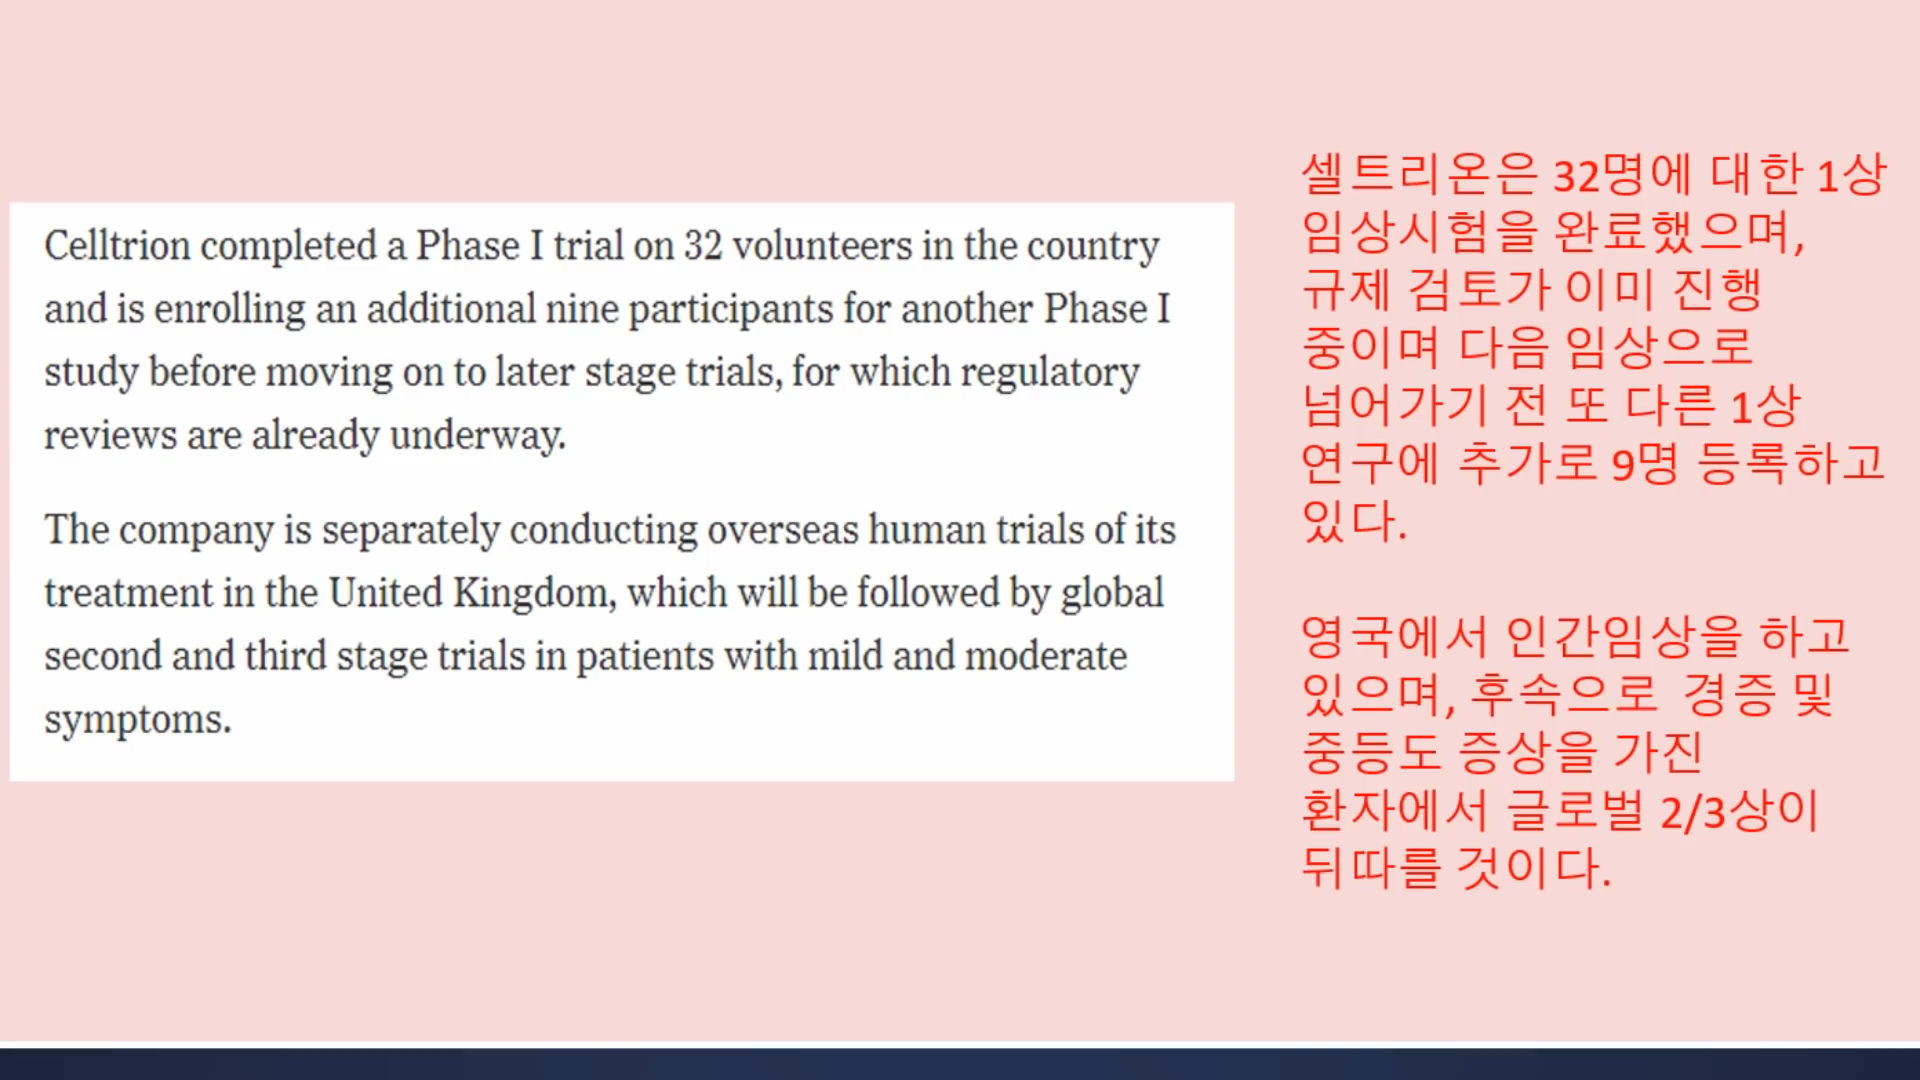 Celltrion completed a Phase I trial on 32 volunteers in the country
and is enrolling an additional nine participants for another Phase I
study before moving on to later stage trials, for which regulatory
reviews are already underway.
The company is separately conducting overseas human trials of its
treatment in the United Kingdom, which will be followed by global
second and third stage trials in patients with mild and moderate
symptoms.
셀트리온은 32명에 대한 1상
임상시험을 완료했으며,
규제 검토가 이미 진행
중이며 다음 임상으로
넘어가기 전 또 다른 1상
연구에 추가로 9명 등록하고
있다.
영국에서 인간임상을 하고
있으며, 후속으로 경증 및
중등도 증상을 가진
환자에서 글로벌 2/3상이
뒤따를 것이다.